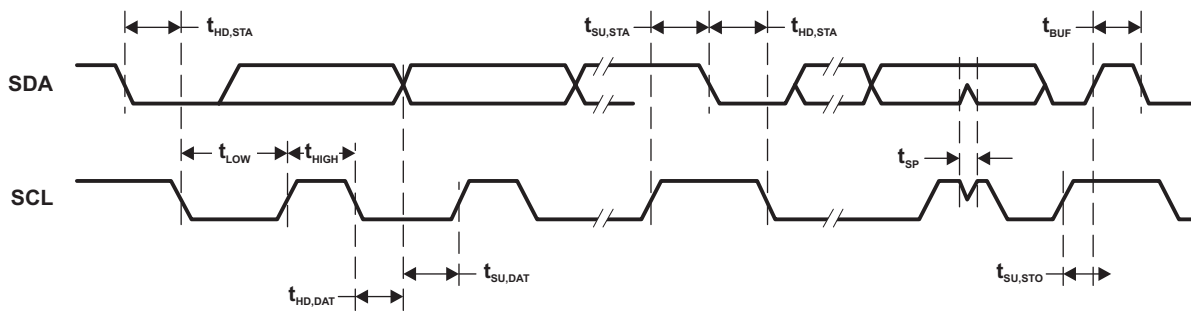 tHD,STA
tSU,STA
tHD,STA
tBUF
SDA
tLOW
tHIGH
tSP
SCL
tHD,DAT
tSU,DAT
tSU,STO